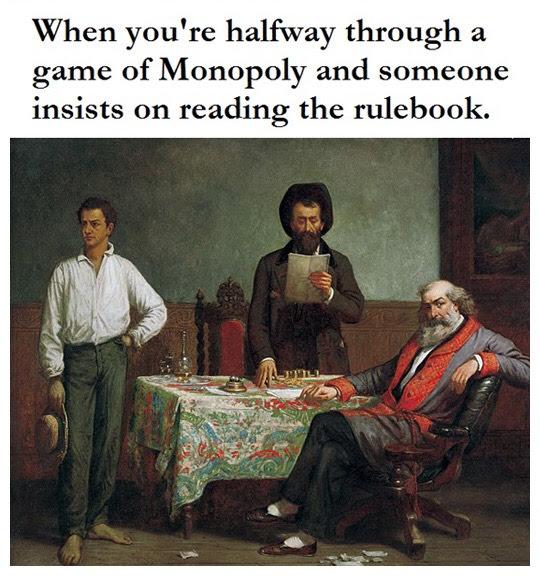 When you're halfway through a
game of Monopoly and someone
insists on reading the rulebook.